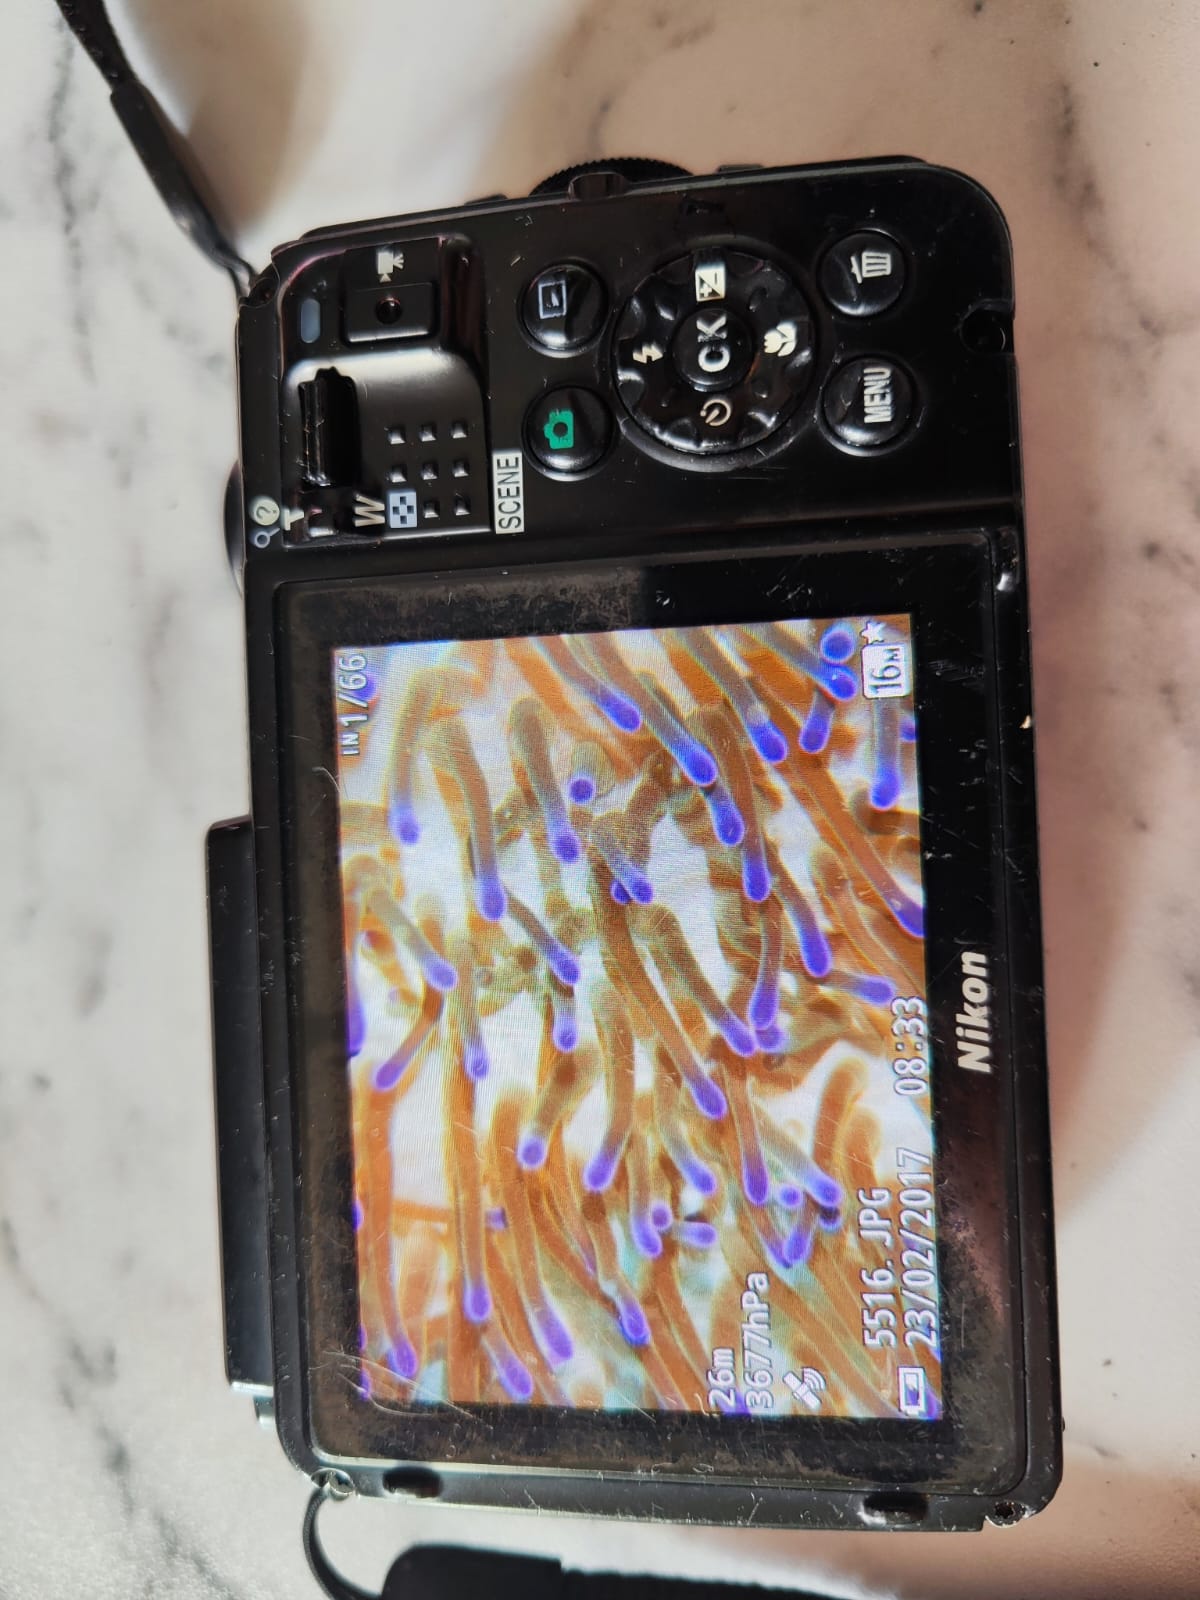 IN 1/66
26m
3677hPa
5516. JPG
23/02/2017 08:33
16M
Nikon
?
T
W
SCENE
OK
MENU